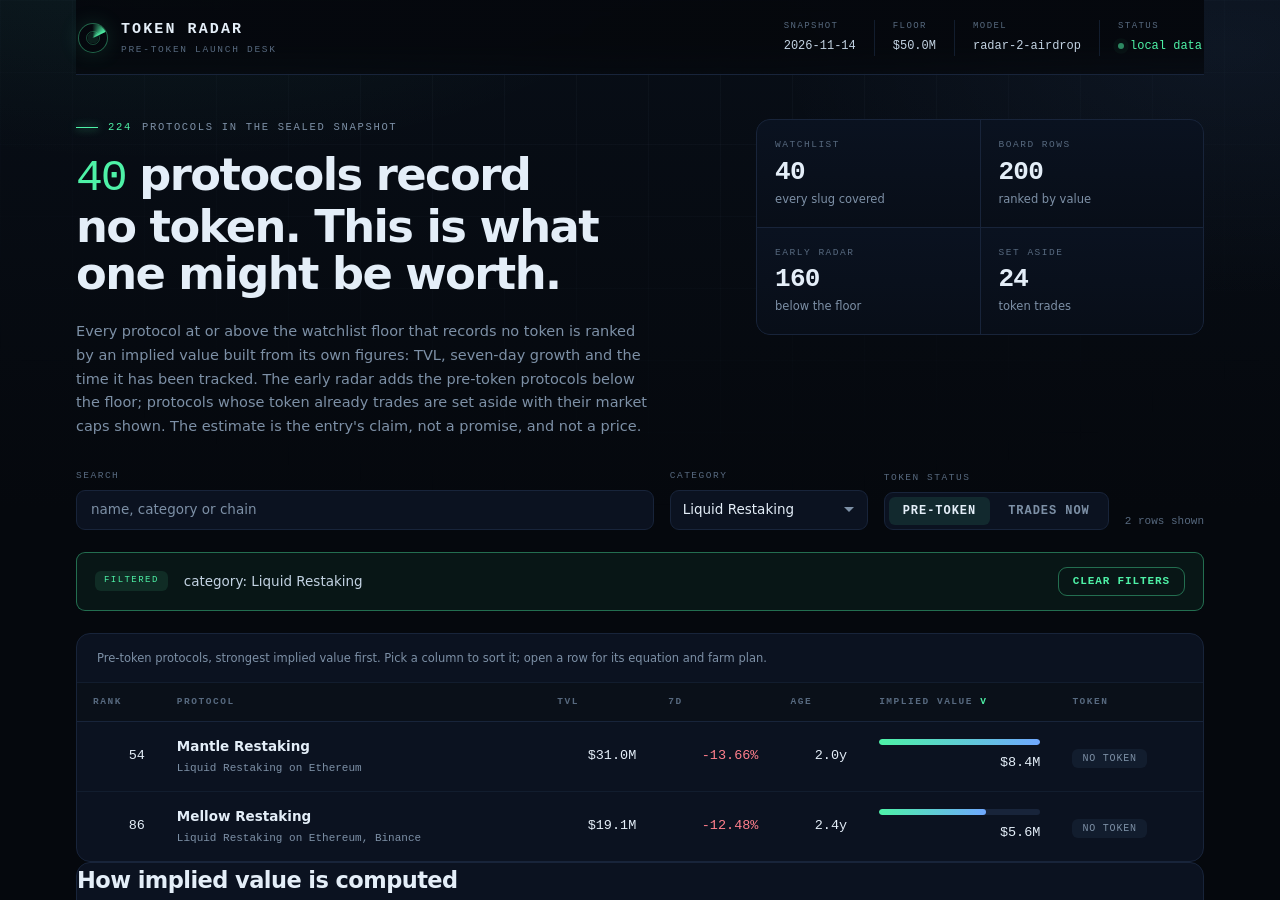 TOKEN RADAR
PRE-TOKEN LAUNCH DESK
SNAPSHOT
2026-11-14
FLOOR
$50.0M
MODEL
radar-2-airdrop
STATUS
local data
224 PROTOCOLS IN THE SEALED SNAPSHOT
40 protocols record
no token. This is what
one might be worth.
Every protocol at or above the watchlist floor that records no token is ranked
by an implied value built from its own figures: TVL, seven-day growth and the
time it has been tracked. The early radar adds the pre-token protocols below
the floor; protocols whose token already trades are set aside with their market
caps shown. The estimate is the entry's claim, not a promise, and not a price.
WATCHLIST
40
every slug covered
BOARD ROWS
200
ranked by value
EARLY RADAR
160
below the floor
SET ASIDE
24
token trades
SEARCH
name, category or chain
CATEGORY
Liquid Restaking
TOKEN STATUS
PRE-TOKEN TRADES NOW
2 rows shown
FILTERED category: Liquid Restaking CLEAR FILTERS
Pre-token protocols, strongest implied value first. Pick a column to sort it; open a row for its equation and farm plan.
RANK PROTOCOL TVL 7D AGE IMPLIED VALUE V TOKEN
54 Mantle Restaking $31.0M -13.66% 2.0y $8.4M NO TOKEN
Liquid Restaking on Ethereum
86 Mellow Restaking $19.1M -12.48% 2.4y $5.6M NO TOKEN
Liquid Restaking on Ethereum, Binance
How implied value is computed